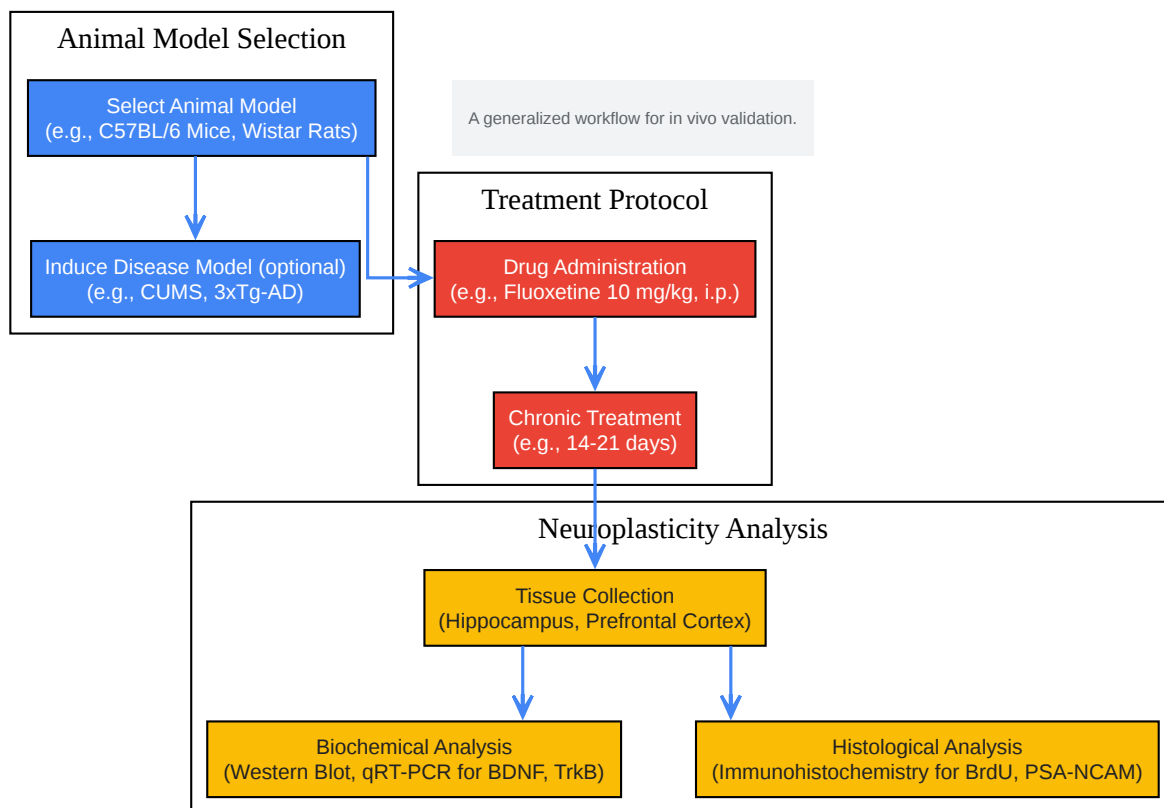 Animal Model Selection
Select Animal Model
(e.g., C57BL/6 Mice, Wistar Rats)
Induce Disease Model (optional)
(e.g., CUMS, 3xTg-AD)
A generalized workflow for in vivo validation.
Treatment Protocol
Drug Administration
(e.g., Fluoxetine 10 mg/kg, i.p.)
Chronic Treatment
(e.g., 14-21 days)
Neuroplasticity Analysis
Tissue Collection
(Hippocampus, Prefrontal Cortex)
Biochemical Analysis
(Western Blot, qRT-PCR for BDNF, TrkB)
Histological Analysis
(Immunohistochemistry for BrdU, PSA-NCAM)